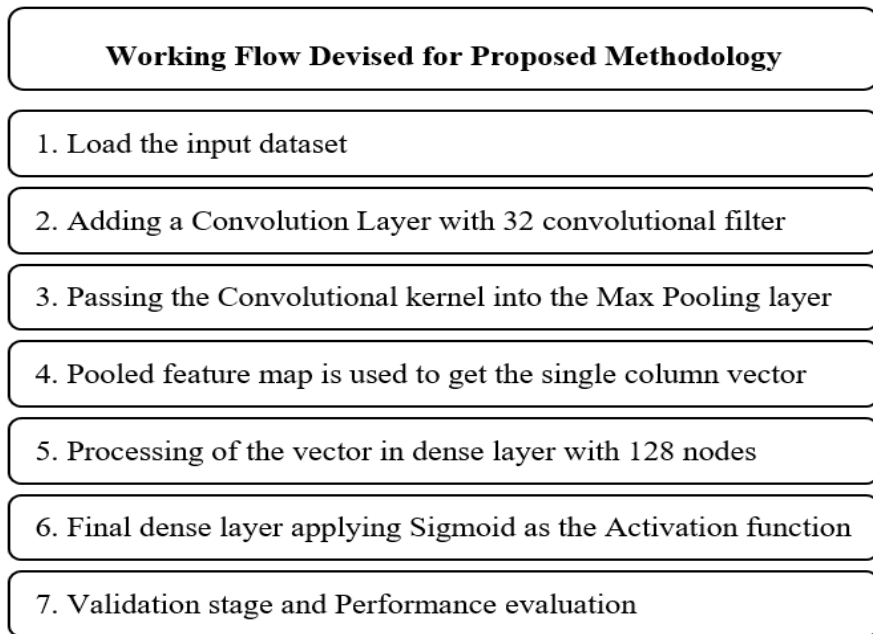 Working Flow Devised for Proposed Methodology
1. Load the input dataset
2. Adding a Convolution Layer with 32 convolutional filter
3. Passing the Convolutional kernel into the Max Pooling layer
4. Pooled feature map is used to get the single column vector
5. Processing of the vector in dense layer with 128 nodes
6. Final dense layer applying Sigmoid as the Activation function
7. Validation stage and Performance evaluation